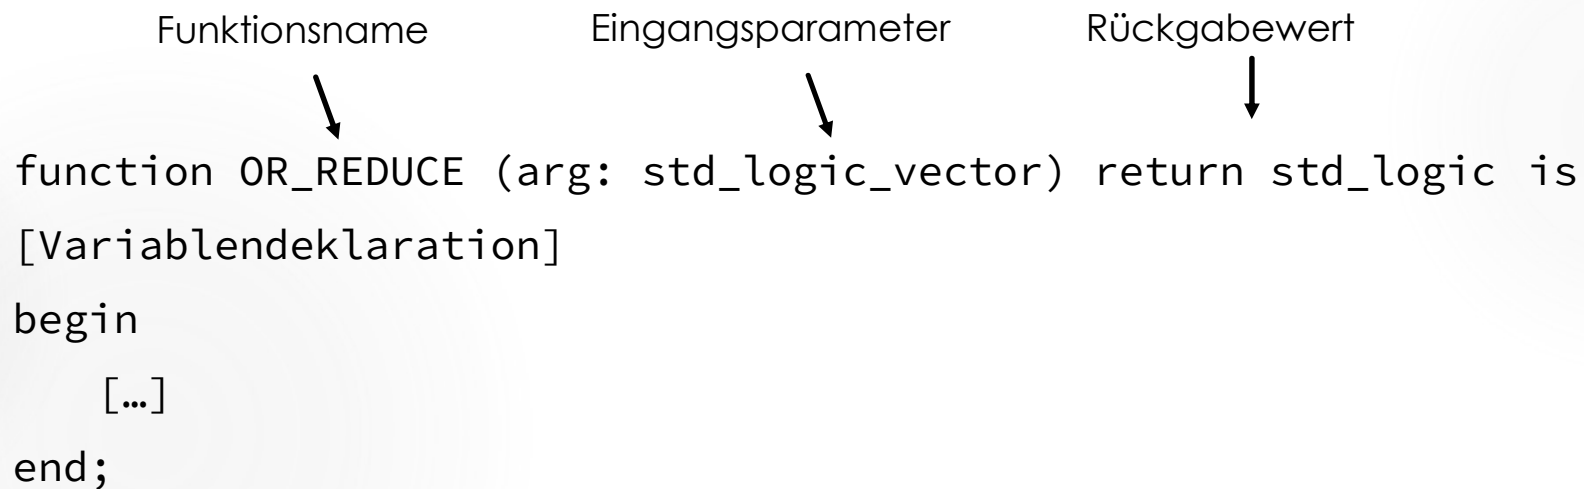 Funktionsname Eingangsparameter Rückgabewert
function OR_REDUCE (arg: std_logic_vector) return std_logic is
[Variablendeklaration]
begin
[…]
end;